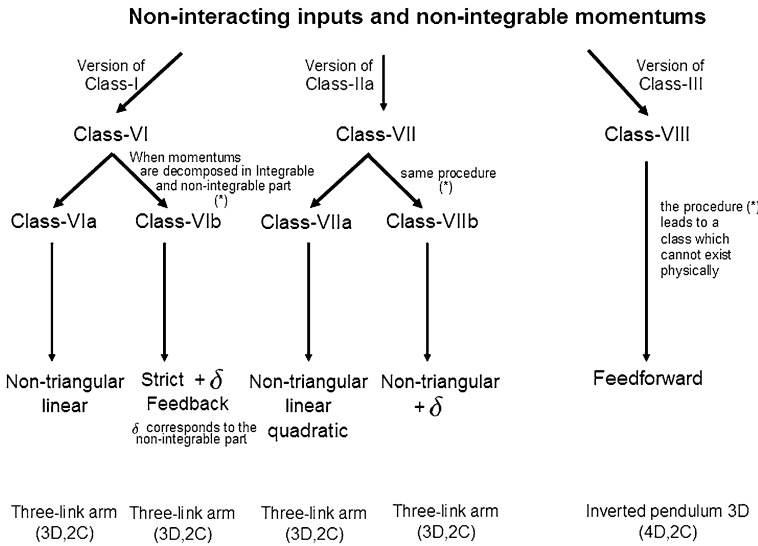 Non-interacting inputs and non-integrable momentums
Version of
Class-I
Version of
Class-IIa
Version of
Class-III
Class-VI
Class-VII
Class-VIII
When momentums
are decomposed in Integrable
and non-integrable part
(*)
same procedure
(*)
Class-VIa
Class-VIb
Class-VIIa
Class-VIIb
the procedure (*)
leads to a
class which
cannot exist
physically
Non-triangular
linear
Strict + δ
Feedback
δ corresponds to the
non-integrable part
Non-triangular
linear
quadratic
Non-triangular
+ δ
Feedforward
Three-link arm
(3D,2C)
Three-link arm
(3D,2C)
Three-link arm
(3D,2C)
Three-link arm
(3D,2C)
Inverted pendulum 3D
(4D,2C)